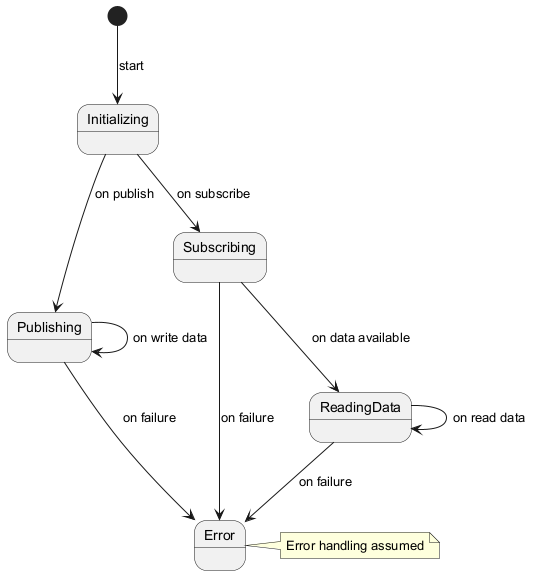 start
Initializing
on publish
on subscribe
Subscribing
Publishing
on write data
on data available
ReadingData
on read data
on failure
on failure
on failure
Error
Error handling assumed